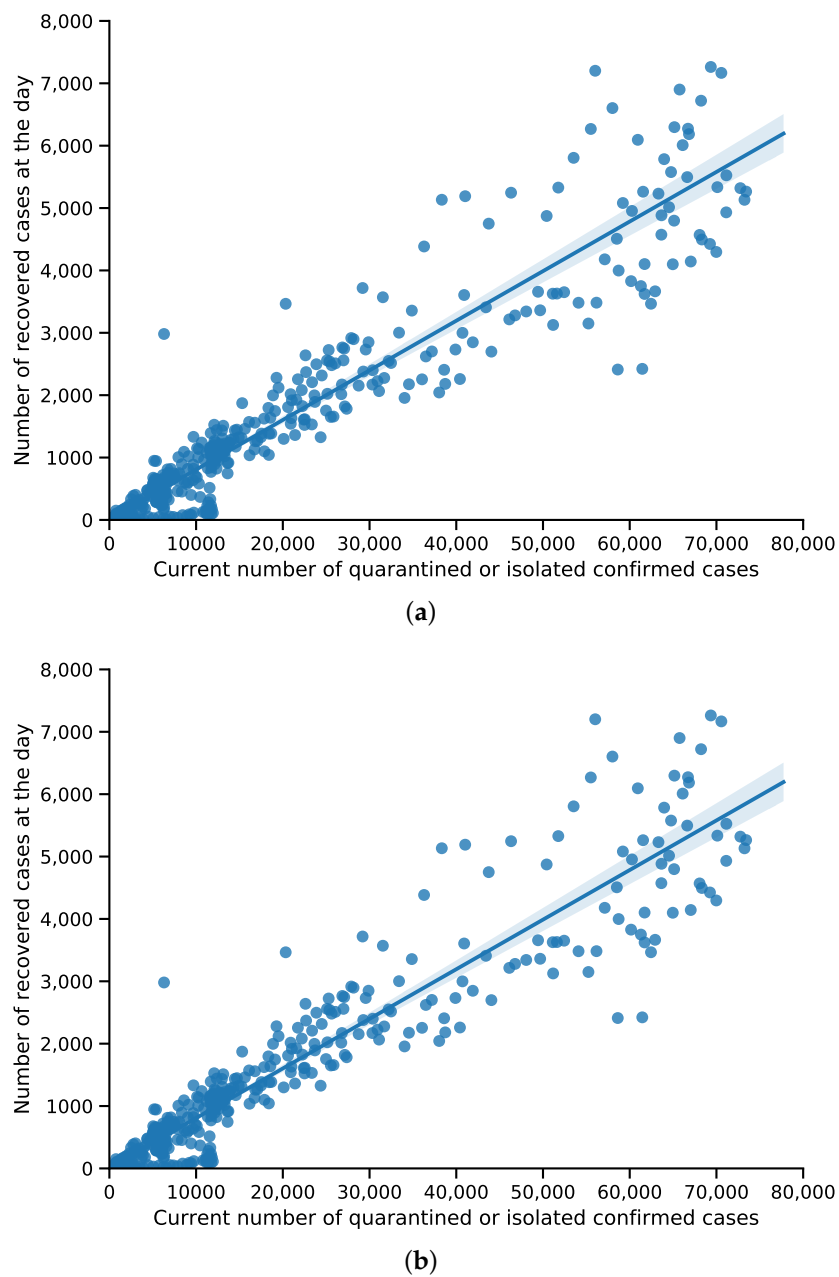 8,000
7,000
6,000
5,000
4,000
3,000
2,000
1000
0
0 10000 20,000 30,000 40,000 50,000 60,000 70,000 80,000
Number of recovered cases at the day
Current number of quarantined or isolated confirmed cases
(a)
8,000
7,000
6,000
5,000
4,000
3,000
2,000
1000
0
0 10000 20,000 30,000 40,000 50,000 60,000 70,000 80,000
Number of recovered cases at the day
Current number of quarantined or isolated confirmed cases
(b)